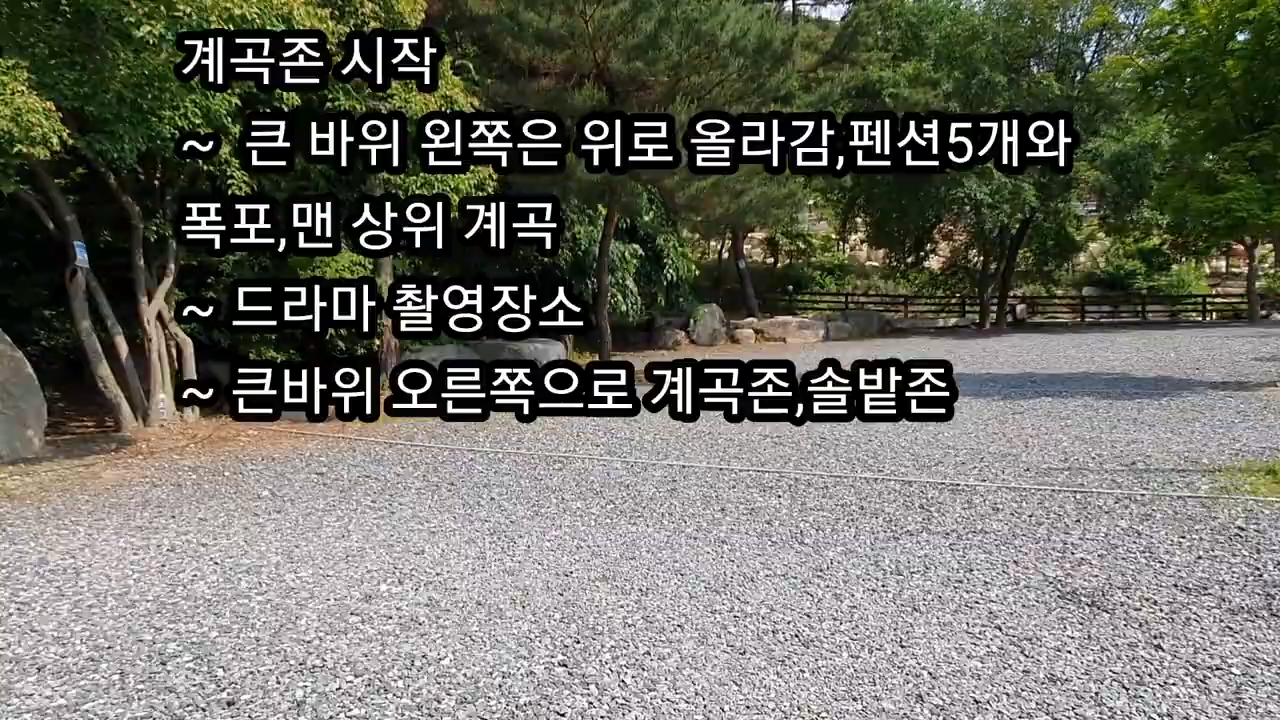 계곡존 시작
~ 큰 바위 왼쪽은 위로 올라감,펜션5개와
폭포,맨 상위 계곡
~ 드라마 촬영장소
~ 큰바위 오른쪽으로 계곡존,솔밭존